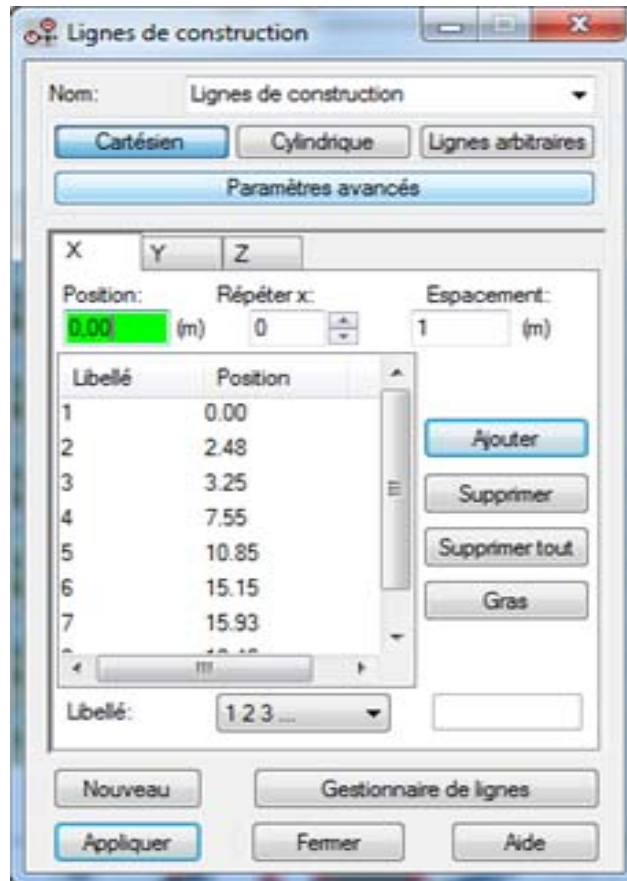 Lignes de construction
Nom: Lignes de construction
Cartésien Cylindrique Lignes arbitraires
Paramètres avancés
X Y Z
Position: Répéter x: Espacement:
0,00 (m) 0 1 (m)
Libellé Position
1 0.00
2 2.48
3 3.25
4 7.55
5 10.85
6 15.15
7 15.93
Ajouter
Supprimer
Supprimer tout
Gras
Libellé: 1 2 3 ...
Nouveau Gestionnaire de lignes
Appliquer Fermer Aide